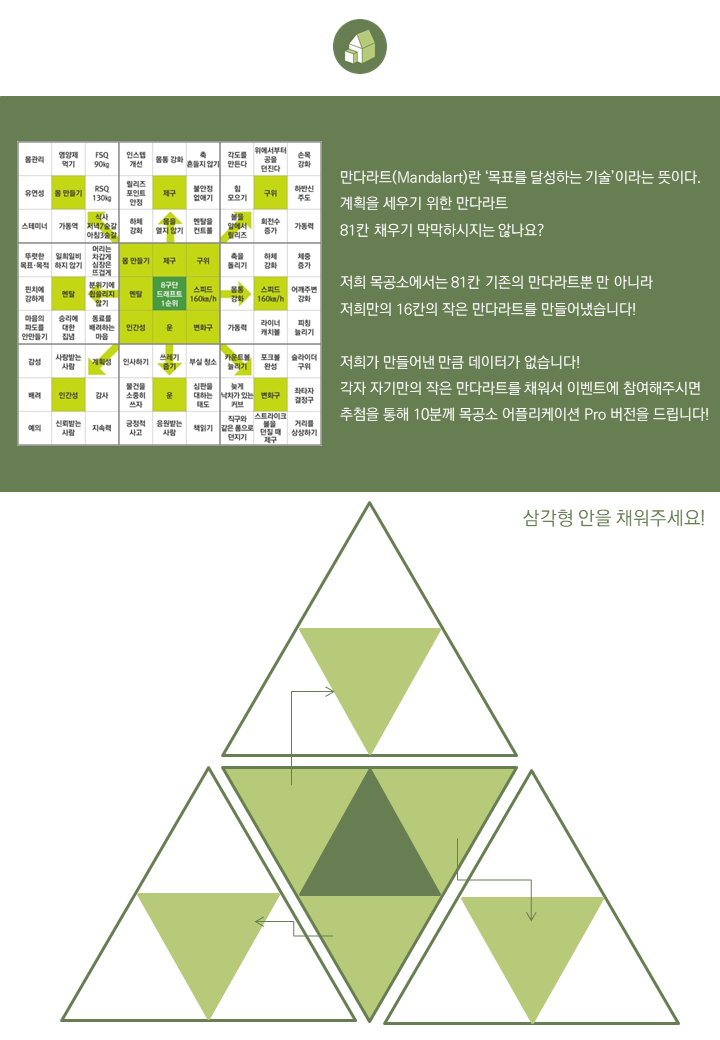 몸관리 영양제 먹기 FSQ 90kg 인스텝 개선 몸통 강화 축 흔들지 않기 각도를 만든다 위에서부터 공을 던진다 손목 강화
유연성 몸 만들기 RSQ 130kg 릴리즈 포인트 안정 제구 불안정 없애기 힘 모으기 구위 하반신 주도
스테미너 가동역 식사 저녁7숟갈 아침3숟갈 하체 강화 몸을 열지 않기 멘탈을 컨트롤 볼을 앞에서 릴리즈 회전수 증가 가동력
뚜렷한 목표·목적 일희일비 하지 않기 머리는 차갑게 심장은 뜨겁게 몸 만들기 제구 구위 축을 돌리기 하체 강화 체중 증가
핀치에 강하게 멘탈 분위기에 휩쓸리지 않기 멘탈 8구단 드래프트 1순위 스피드 160km/h 몸통 강화 스피드 160km/h 어깨주변 강화
마음의 파도를 안만들기 승리에 대한 집념 동료를 배려하는 마음 인간성 운 변화구 가동력 라이너 캐치볼 피칭 늘리기
감성 사랑받는 사람 계획성 인사하기 쓰레기 줍기 부실 청소 카운트볼 늘리기 포크볼 완성 슬라이더 구위
배려 인간성 감사 물건을 소중히 쓰자 운 심판을 대하는 태도 늦게 낙차가 있는 커브 변화구 좌타자 결정구
예의 신뢰받는 사람 지속력 긍정적 사고 응원받는 사람 책읽기 직구와 같은 폼으로 던지기 스트라이크 볼을 던질 때 제구 거리를 상상하기
만다라트(Mandalart)란 ‘목표를 달성하는 기술’이라는 뜻이다.
계획을 세우기 위한 만다라트
81칸 채우기 막막하시지는 않나요?
저희 목공소에서는 81칸 기존의 만다라트뿐 만 아니라
저희만의 16칸의 작은 만다라트를 만들어냈습니다!
저희가 만들어낸 만큼 데이터가 없습니다!
각자 자기만의 작은 만다라트를 채워서 이벤트에 참여해주시면
추첨을 통해 10분께 목공소 어플리케이션 Pro 버전을 드립니다!
삼각형 안을 채워주세요!